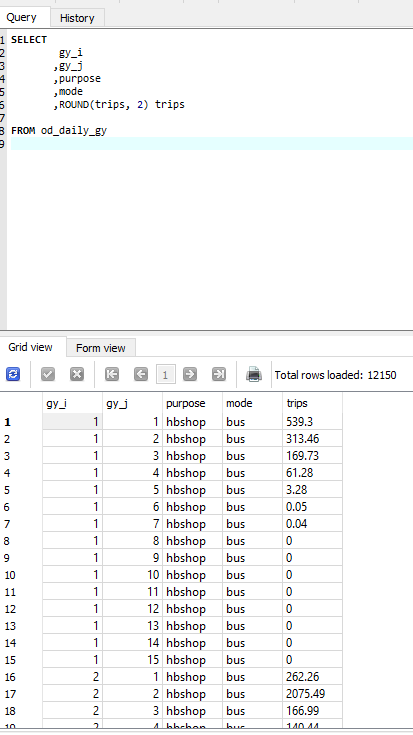 Query History
1 SELECT
2 gy_i
3 ,gy_j
4 ,purpose
5 ,mode
6 ,ROUND(trips, 2) trips
7
8 FROM od_daily_gy
9
Grid view Form view
1 Total rows loaded: 12150
gy_i gy_j purpose mode trips
1 1 1 hbshop bus 539.3
2 1 2 hbshop bus 313.46
3 1 3 hbshop bus 169.73
4 1 4 hbshop bus 61.28
5 1 5 hbshop bus 3.28
6 1 6 hbshop bus 0.05
7 1 7 hbshop bus 0.04
8 1 8 hbshop bus 0
9 1 9 hbshop bus 0
10 1 10 hbshop bus 0
11 1 11 hbshop bus 0
12 1 12 hbshop bus 0
13 1 13 hbshop bus 0
14 1 14 hbshop bus 0
15 1 15 hbshop bus 0
16 2 1 hbshop bus 262.26
17 2 2 hbshop bus 2075.49
18 2 3 hbshop bus 166.99
19 2 4 hbshop bus 140.44